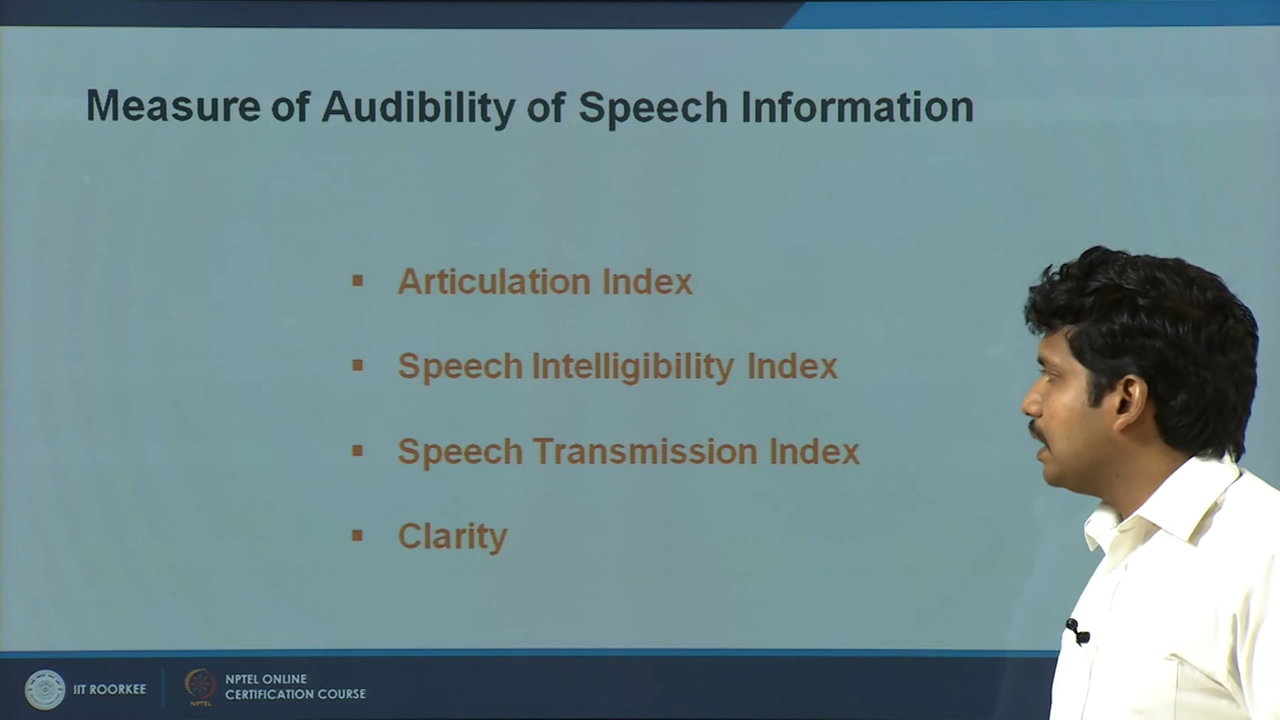 Measure of Audibility of Speech Information
▪ Articulation Index
▪ Speech Intelligibility Index
▪ Speech Transmission Index
▪ Clarity
IIT ROORKEE
NPTEL
NPTEL ONLINE
CERTIFICATION COURSE